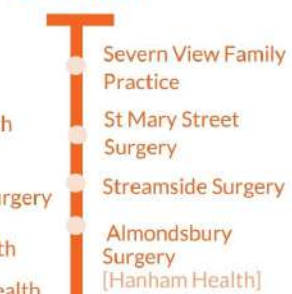 Severn View Family
Practice
St Mary Street
Surgery
Streamside Surgery
Almondsbury
Surgery
[Hanham Health]